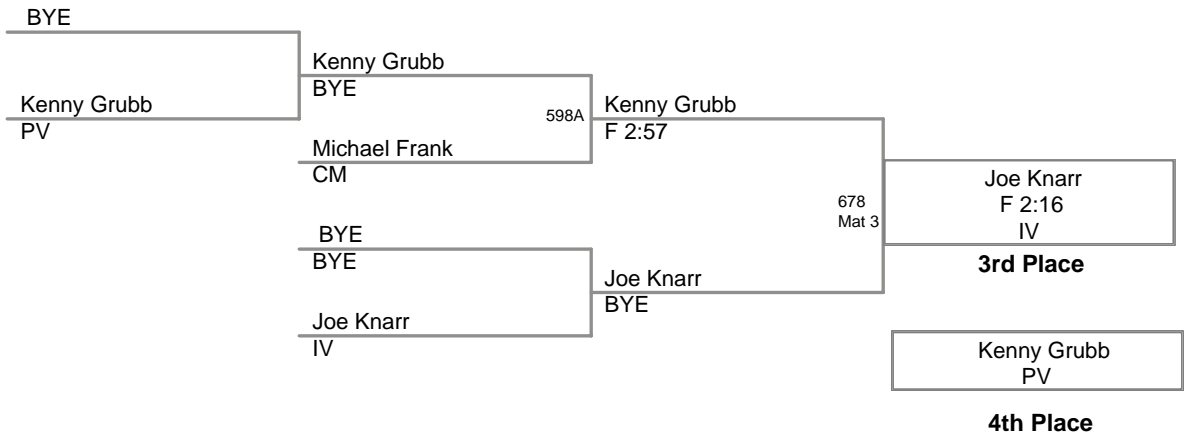 BYE
Kenny Grubb
PV
Kenny Grubb
BYE
Michael Frank
CM
598A
Kenny Grubb
F 2:57
BYE
BYE
Joe Knarr
IV
Joe Knarr
BYE
678
Mat 3
Joe Knarr
F 2:16
IV
3rd Place
Kenny Grubb
PV
4th Place